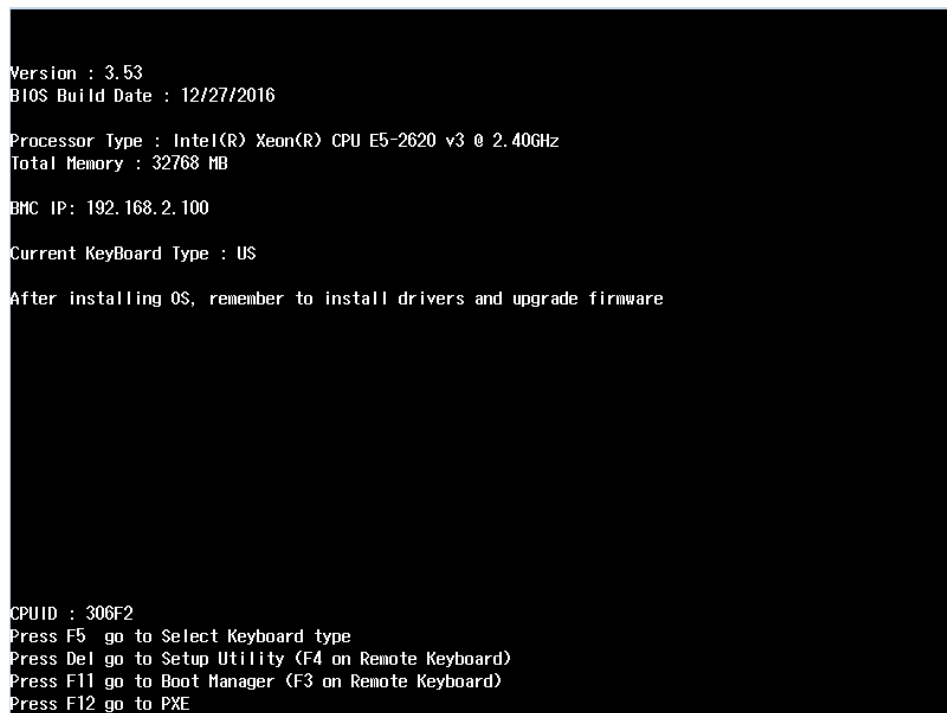 Version : 3.53
BIOS Build Date : 12/27/2016
Processor Type : Intel(R) Xeon(R) CPU E5-2620 v3 @ 2.40GHz
Total Memory : 32768 MB
BMC IP: 192.168.2.100
Current KeyBoard Type : US
After installing OS, remember to install drivers and upgrade firmware
CPUID : 306F2
Press F5  go to Select Keyboard type
Press Del go to Setup Utility (F4 on Remote Keyboard)
Press F11 go to Boot Manager (F3 on Remote Keyboard)
Press F12 go to PXE